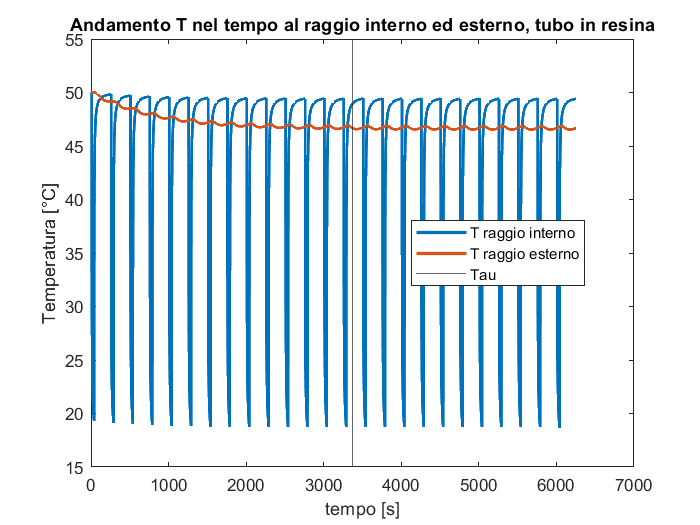 Andamento T nel tempo al raggio interno ed esterno, tubo in resina
55
50
45
40
35
30
25
20
15
Temperatura [°C]
T raggio interno
T raggio esterno
Tau
0 1000 2000 3000 4000 5000 6000 7000
tempo [s]